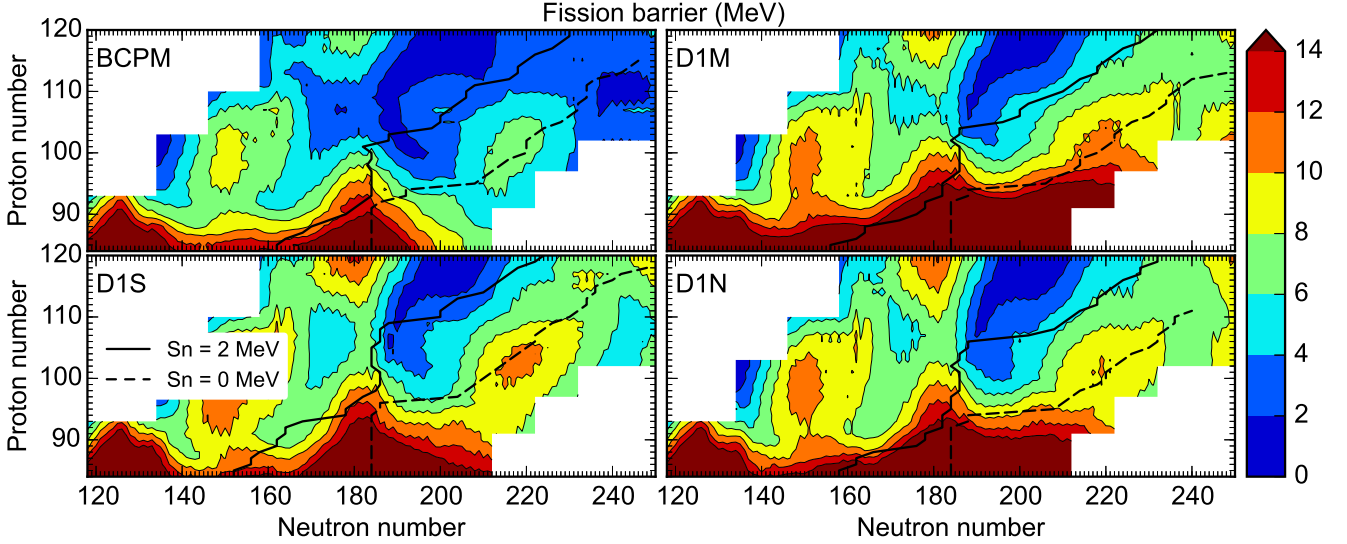 Fission barrier (MeV)
120
110
100
90
Proton number
BCPM
D1M
120
110
100
90
Proton number
D1S
D1N
Sn = 2 MeV
Sn = 0 MeV
120 140 160 180 200 220
120 140 160 180 200 220 240
Neutron number
Neutron number
14
12
10
8
6
4
2
0